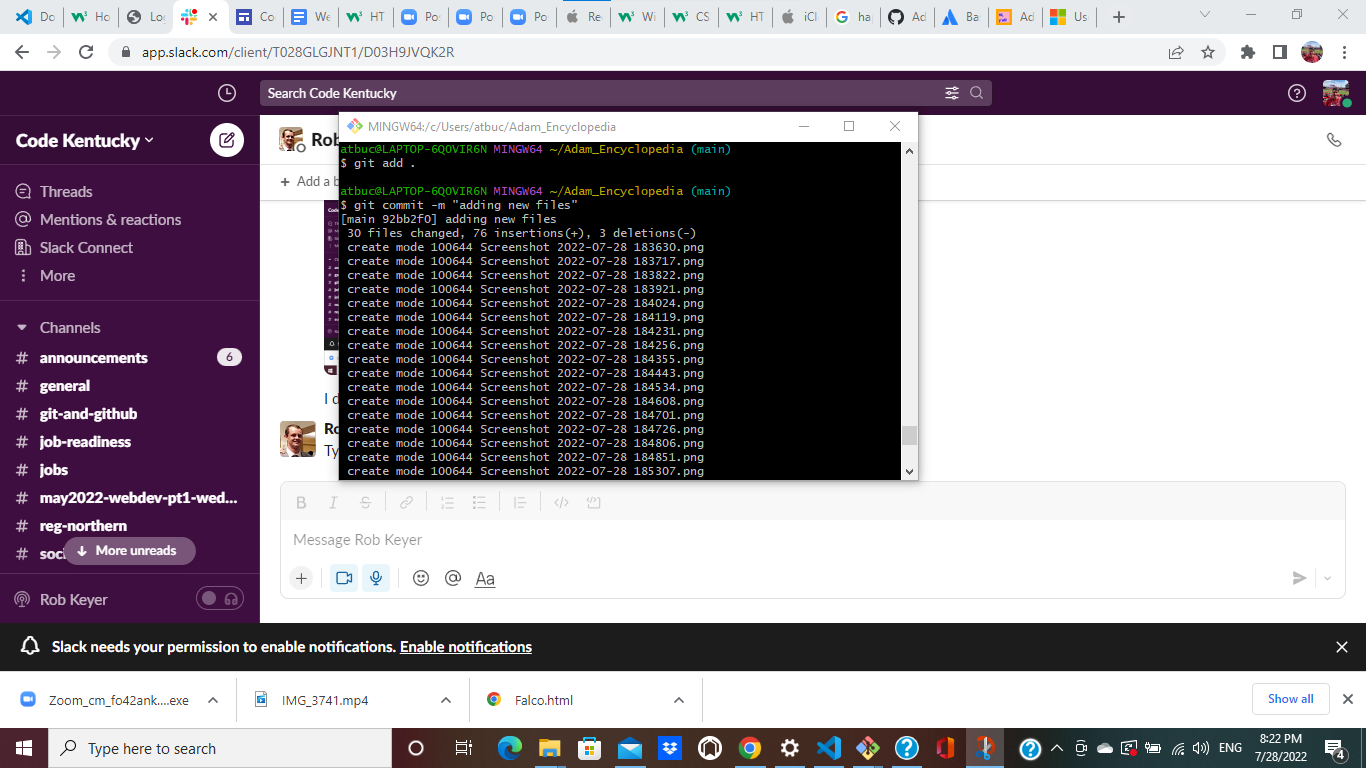 Do
Ho
Log
Co
We
HT
Po
Po
Po
Re
Wi
CS
HT
iCl
hap
Ad
Ba
Ad
Us
app.slack.com/client/T028GLGJNT1/D03H9JVQK2R
Search Code Kentucky
Code Kentucky
Threads
Mentions & reactions
Slack Connect
More
Channels
# announcements 6
# general
# git-and-github
# job-readiness
# jobs
# may2022-webdev-pt1-wed...
# reg-northern
# soci
More unreads
Rob Keyer
Rob
+ Add a b
I d
Ro
Ty
MINGW64:/c/Users/atbuc/Adam_Encyclopedia
atbuc@LAPTOP-6QOVIR6N MINGW64 ~/Adam_Encyclopedia (main)
$ git add .
atbuc@LAPTOP-6QOVIR6N MINGW64 ~/Adam_Encyclopedia (main)
$ git commit -m "adding new files"
[main 92bb2f0] adding new files
30 files changed, 76 insertions(+), 3 deletions(-)
create mode 100644 Screenshot 2022-07-28 183630.png
create mode 100644 Screenshot 2022-07-28 183717.png
create mode 100644 Screenshot 2022-07-28 183822.png
create mode 100644 Screenshot 2022-07-28 183921.png
create mode 100644 Screenshot 2022-07-28 184024.png
create mode 100644 Screenshot 2022-07-28 184119.png
create mode 100644 Screenshot 2022-07-28 184231.png
create mode 100644 Screenshot 2022-07-28 184256.png
create mode 100644 Screenshot 2022-07-28 184355.png
create mode 100644 Screenshot 2022-07-28 184443.png
create mode 100644 Screenshot 2022-07-28 184534.png
create mode 100644 Screenshot 2022-07-28 184608.png
create mode 100644 Screenshot 2022-07-28 184701.png
create mode 100644 Screenshot 2022-07-28 184726.png
create mode 100644 Screenshot 2022-07-28 184806.png
create mode 100644 Screenshot 2022-07-28 184851.png
create mode 100644 Screenshot 2022-07-28 185307.png
B I S
Message Rob Keyer
Aa
Slack needs your permission to enable notifications. Enable notifications
Zoom_cm_fo42ank....exe
IMG_3741.mp4
Falco.html
Show all
Type here to search
ENG
8:22 PM
7/28/2022
4